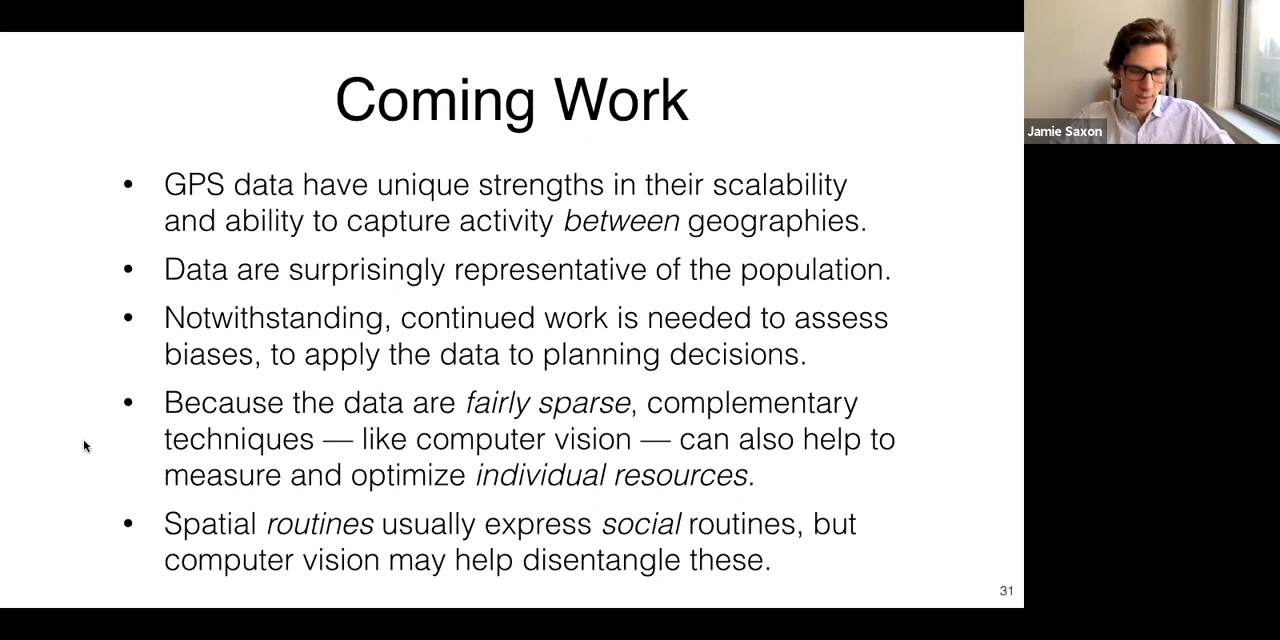 Coming Work
• GPS data have unique strengths in their scalability
and ability to capture activity between geographies.
• Data are surprisingly representative of the population.
• Notwithstanding, continued work is needed to assess
biases, to apply the data to planning decisions.
• Because the data are fairly sparse, complementary
techniques — like computer vision — can also help to
measure and optimize individual resources.
• Spatial routines usually express social routines, but
computer vision may help disentangle these.
31
Jamie Saxon